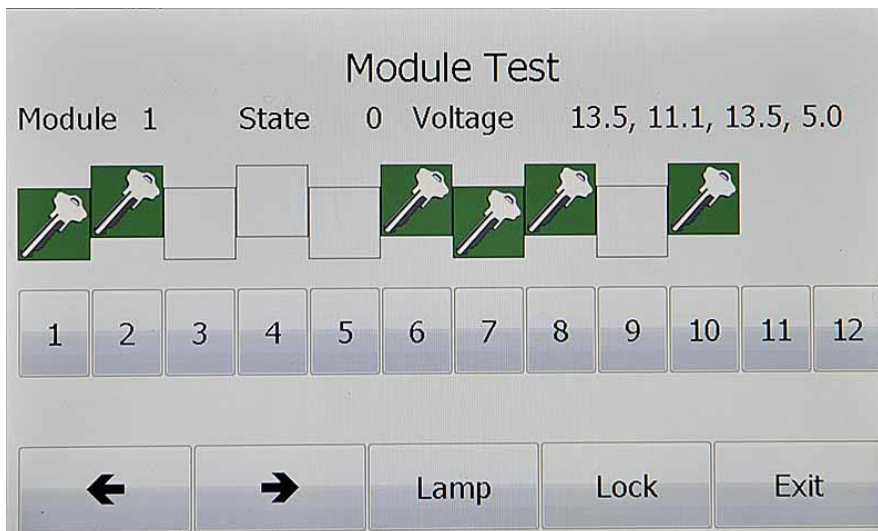 Module Test
Module 1 State 0 Voltage 13.5, 11.1, 13.5, 5.0
1 2 3 4 5 6 7 8 9 10 11 12
Lamp Lock Exit